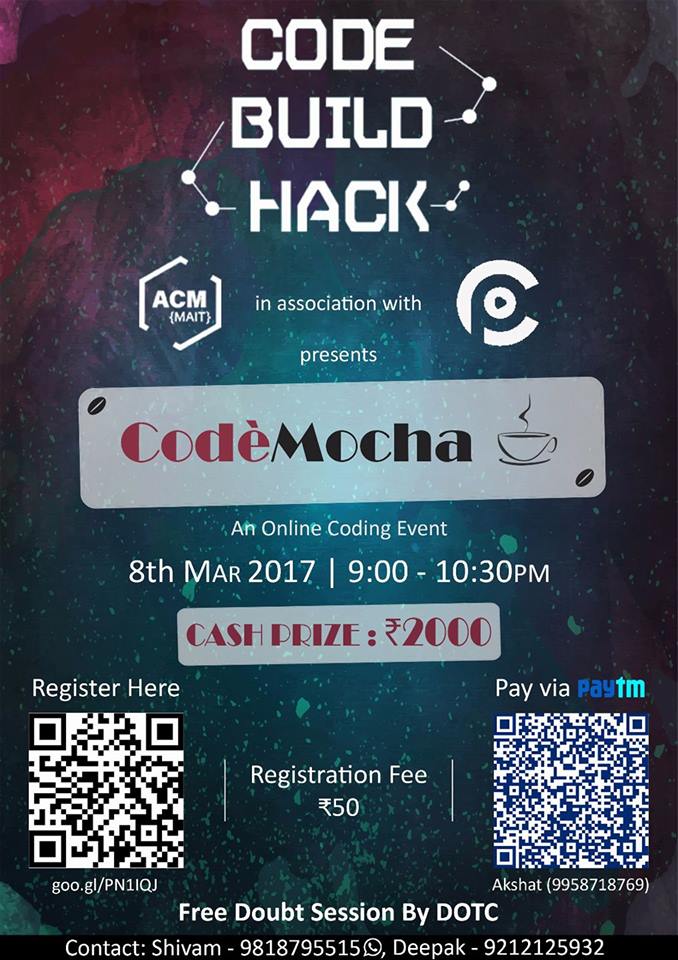 CODE
BUILD
HACK
ACM
{MAIT}
in association with
PC
presents
CodèMocha
An Online Coding Event
8th Mar 2017 | 9:00 - 10:30PM
CASH PRIZE : ₹2000
Register Here
Pay via paytm
Registration Fee
₹50
goo.gl/PN1IQJ
Akshat (9958718769)
Free Doubt Session By DOTC
Contact: Shivam - 9818795515, Deepak - 9212125932